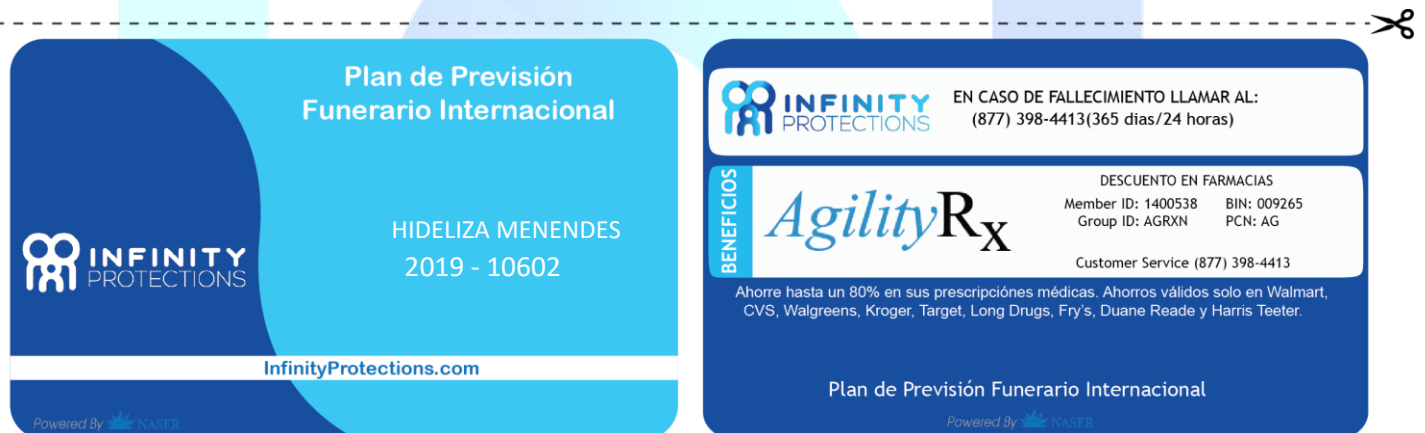 Plan de Previsión
Funerario Internacional
HIDELIZA MENENDES
2019 - 10602
INFINITY
PROTECTIONS
InfinityProtections.com
Powered By NASER
INFINITY
PROTECTIONS
EN CASO DE FALLECIMIENTO LLAMAR AL:
(877) 398-4413(365 dias/24 horas)
BENEFICIOS
AgilityRx
DESCUENTO EN FARMACIAS
Member ID: 1400538 BIN: 009265
Group ID: AGRXN PCN: AG
Customer Service (877) 398-4413
Ahorre hasta un 80% en sus prescripciónes médicas. Ahorros válidos solo en Walmart,
CVS, Walgreens, Kroger, Target, Long Drugs, Fry's, Duane Reade y Harris Teeter.
Plan de Previsión Funerario Internacional
Powered By NASER